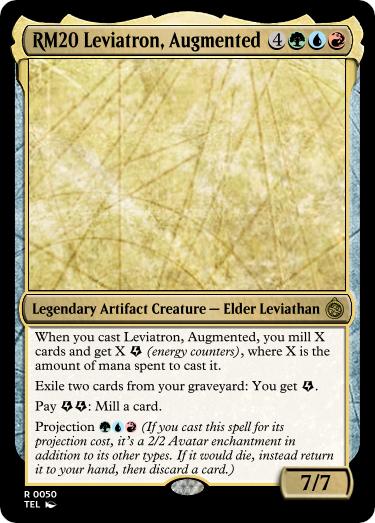 RM20 Leviatron, Augmented 4
Legendary Artifact Creature — Elder Leviathan
When you cast Leviatron, Augmented, you mill X
cards and get X (energy counters), where X is the
amount of mana spent to cast it.
Exile two cards from your graveyard: You get .
Pay : Mill a card.
Projection (If you cast this spell for its
projection cost, it's a 2/2 Avatar enchantment in
addition to its other types. If it would die, instead return
it to your hand, then discard a card.)
7/7
R 0050
TEL